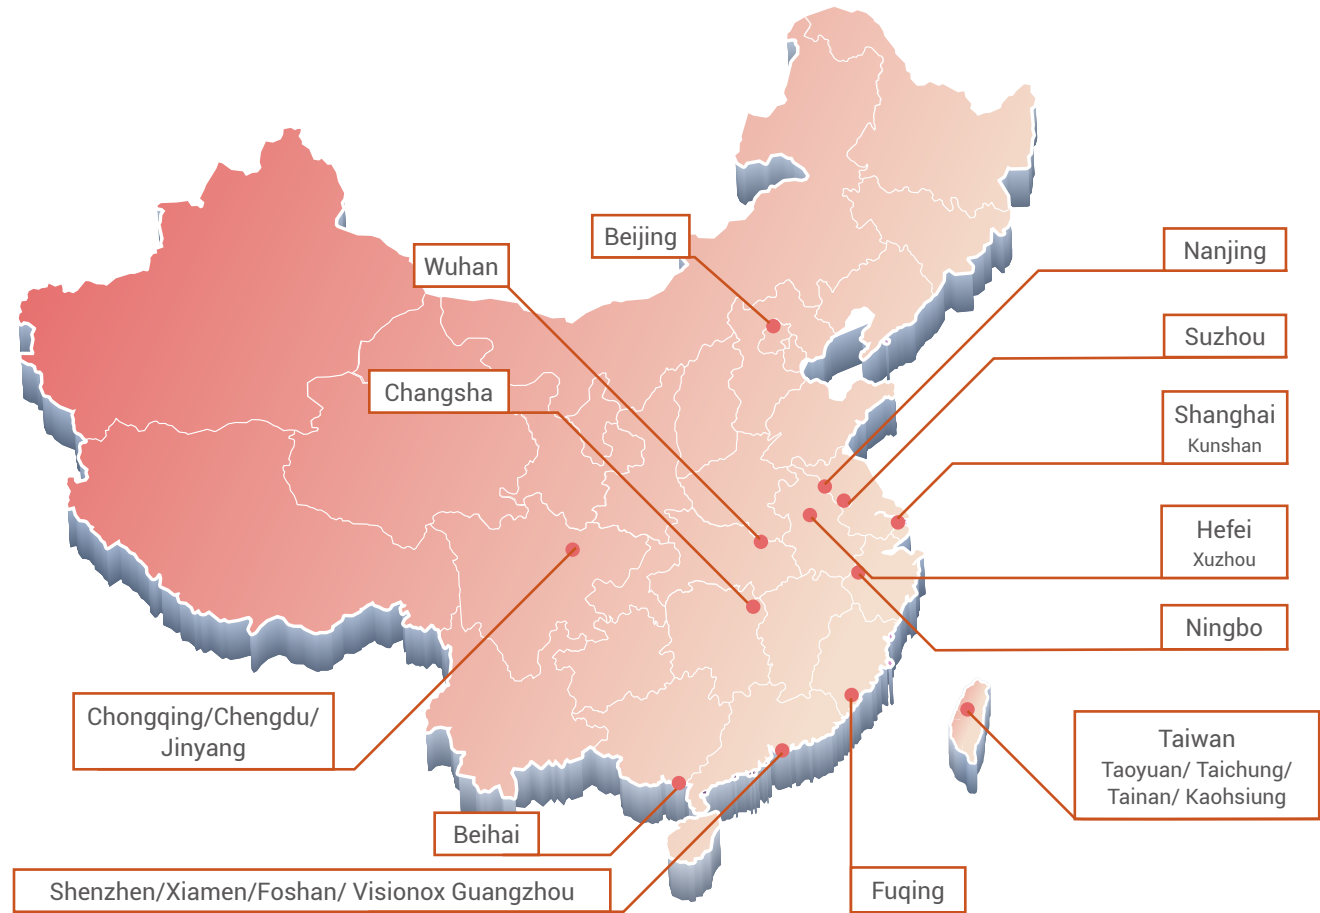 Beijing
Nanjing
Wuhan
Suzhou
Changsha
Shanghai
Kunshan
Hefei
Xuzhou
Ningbo
Chongqing/Chengdu/
Jinyang
Taiwan
Taoyuan/ Taichung/
Tainan/ Kaohsiung
Beihai
Shenzhen/Xiamen/Foshan/ Visionox Guangzhou
Fuqing